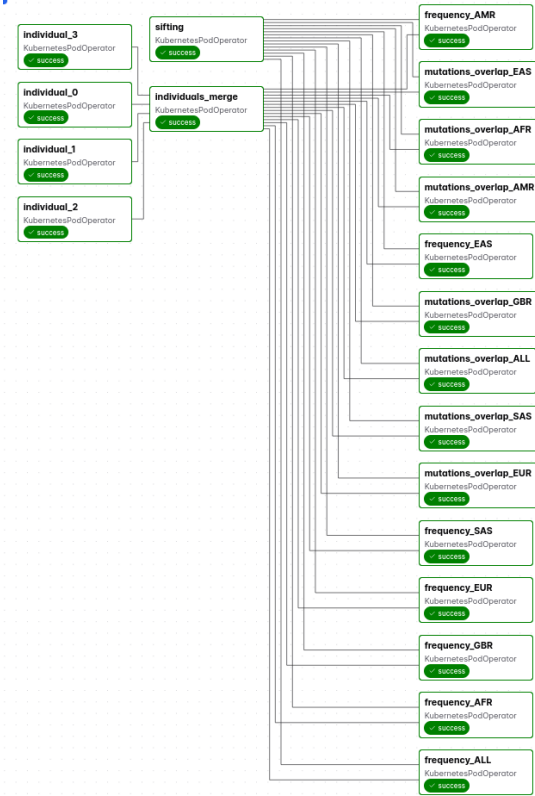 individual_3
KubernetesPodOperator
success
individual_0
KubernetesPodOperator
success
individual_1
KubernetesPodOperator
success
individual_2
KubernetesPodOperator
success
sifting
KubernetesPodOperator
success
individuals_merge
KubernetesPodOperator
success
frequency_AMR
KubernetesPodOperator
success
mutations_overlap_EAS
KubernetesPodOperator
success
mutations_overlap_AFR
KubernetesPodOperator
success
mutations_overlap_AMR
KubernetesPodOperator
success
frequency_EAS
KubernetesPodOperator
success
mutations_overlap_GBR
KubernetesPodOperator
success
mutations_overlap_ALL
KubernetesPodOperator
success
mutations_overlap_SAS
KubernetesPodOperator
success
mutations_overlap_EUR
KubernetesPodOperator
success
frequency_SAS
KubernetesPodOperator
success
frequency_EUR
KubernetesPodOperator
success
frequency_GBR
KubernetesPodOperator
success
frequency_AFR
KubernetesPodOperator
success
frequency_ALL
KubernetesPodOperator
success